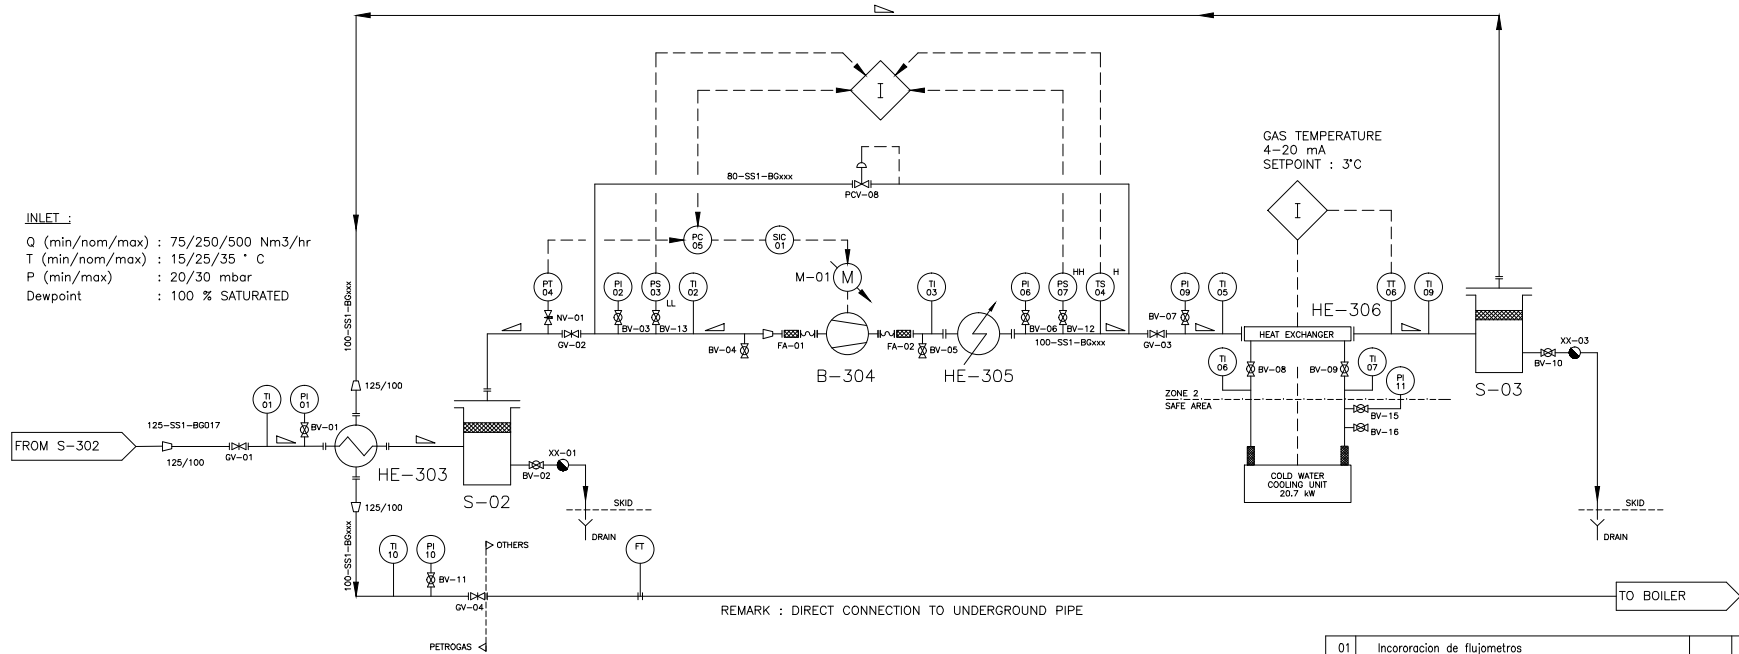 I
GAS TEMPERATURE
4-20 mA
SETPOINT : 3°C
80-SS1-BGxxx
PCV-08
I
INLET :
Q (min/nom/max) : 75/250/500 Nm3/hr
T (min/nom/max) : 15/25/35 ° C
P (min/max) : 20/30 mbar
Dewpoint : 100 % SATURATED
PC 05
SIC 01
M-01
M
PT 04
PI 02
PS 03
LL
TI 02
TI 03
PI 06
PS 07
HH
TS 04
H
PI 09
TI 05
TT 06
TI 09
HE-306
100-SS1-BGxxx
NV-01
GV-02
BV-03
BV-13
BV-04
FA-01
FA-02
BV-05
BV-06
BV-12
100-SS1-BGxxx
BV-07
GV-03
HEAT EXCHANGER
B-304
HE-305
XX-03
BV-10
S-03
TI 06
BV-08
BV-09
TI 07
PI 11
ZONE 2
SAFE AREA
BV-15
BV-16
125/100
TI 01
PI 01
BV-01
125-SS1-BG017
FROM S-302
125/100
GV-01
HE-303
S-02
XX-01
BV-02
COLD WATER
COOLING UNIT
20.7 kW
SKID
DRAIN
SKID
DRAIN
125/100
100-SS1-BGxxx
TI 10
PI 10
BV-11
OTHERS
FT
GV-04
PETROGAS
REMARK : DIRECT CONNECTION TO UNDERGROUND PIPE
TO BOILER
01 Incororacion de flujometros